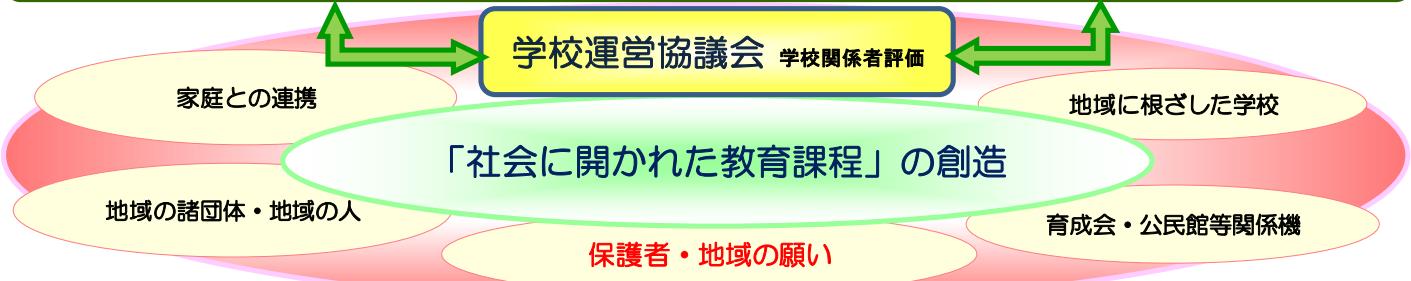 学校運営協議会 学校関係者評価
家庭との連携
地域に根ざした学校
「社会に開かれた教育課程」の創造
地域の諸団体・地域の人
育成会・公民館等関係機
保護者・地域の願い